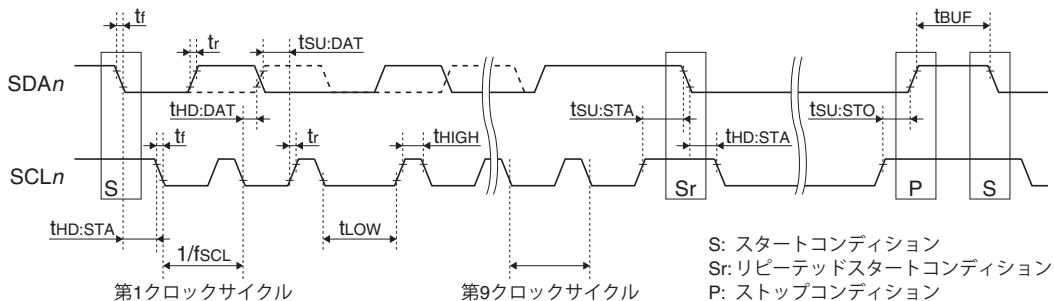 tf
tr
tSU:DAT
tBUF
SDAn
tHD:DAT
tf
tr
tHIGH
tSU:STA
tHD:STA
tSU:STO
SCLn
S
Sr
P
S
tHD:STA
1/fSCL
tLOW
第1クロックサイクル
第9クロックサイクル
S: スタートコンディション
Sr: リピーテッドスタートコンディション
P: ストップコンディション